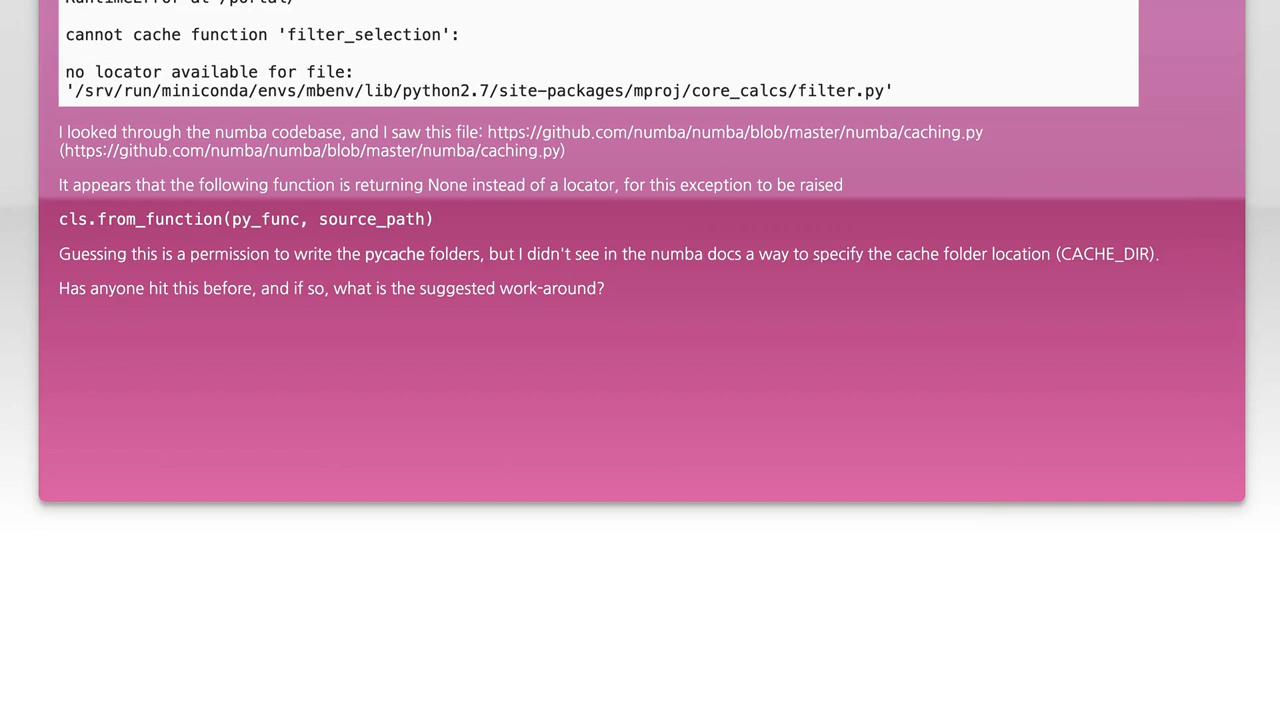 RuntimeError at /portal/
cannot cache function 'filter_selection':
no locator available for file:
'/srv/run/miniconda/envs/mbenv/lib/python2.7/site-packages/mproj/core_calcs/filter.py'
I looked through the numba codebase, and I saw this file: https://github.com/numba/numba/blob/master/numba/caching.py
(https://github.com/numba/numba/blob/master/numba/caching.py)
It appears that the following function is returning None instead of a locator, for this exception to be raised
cls.from_function(py_func, source_path)
Guessing this is a permission to write the pycache folders, but I didn't see in the numba docs a way to specify the cache folder location (CACHE_DIR).
Has anyone hit this before, and if so, what is the suggested work-around?